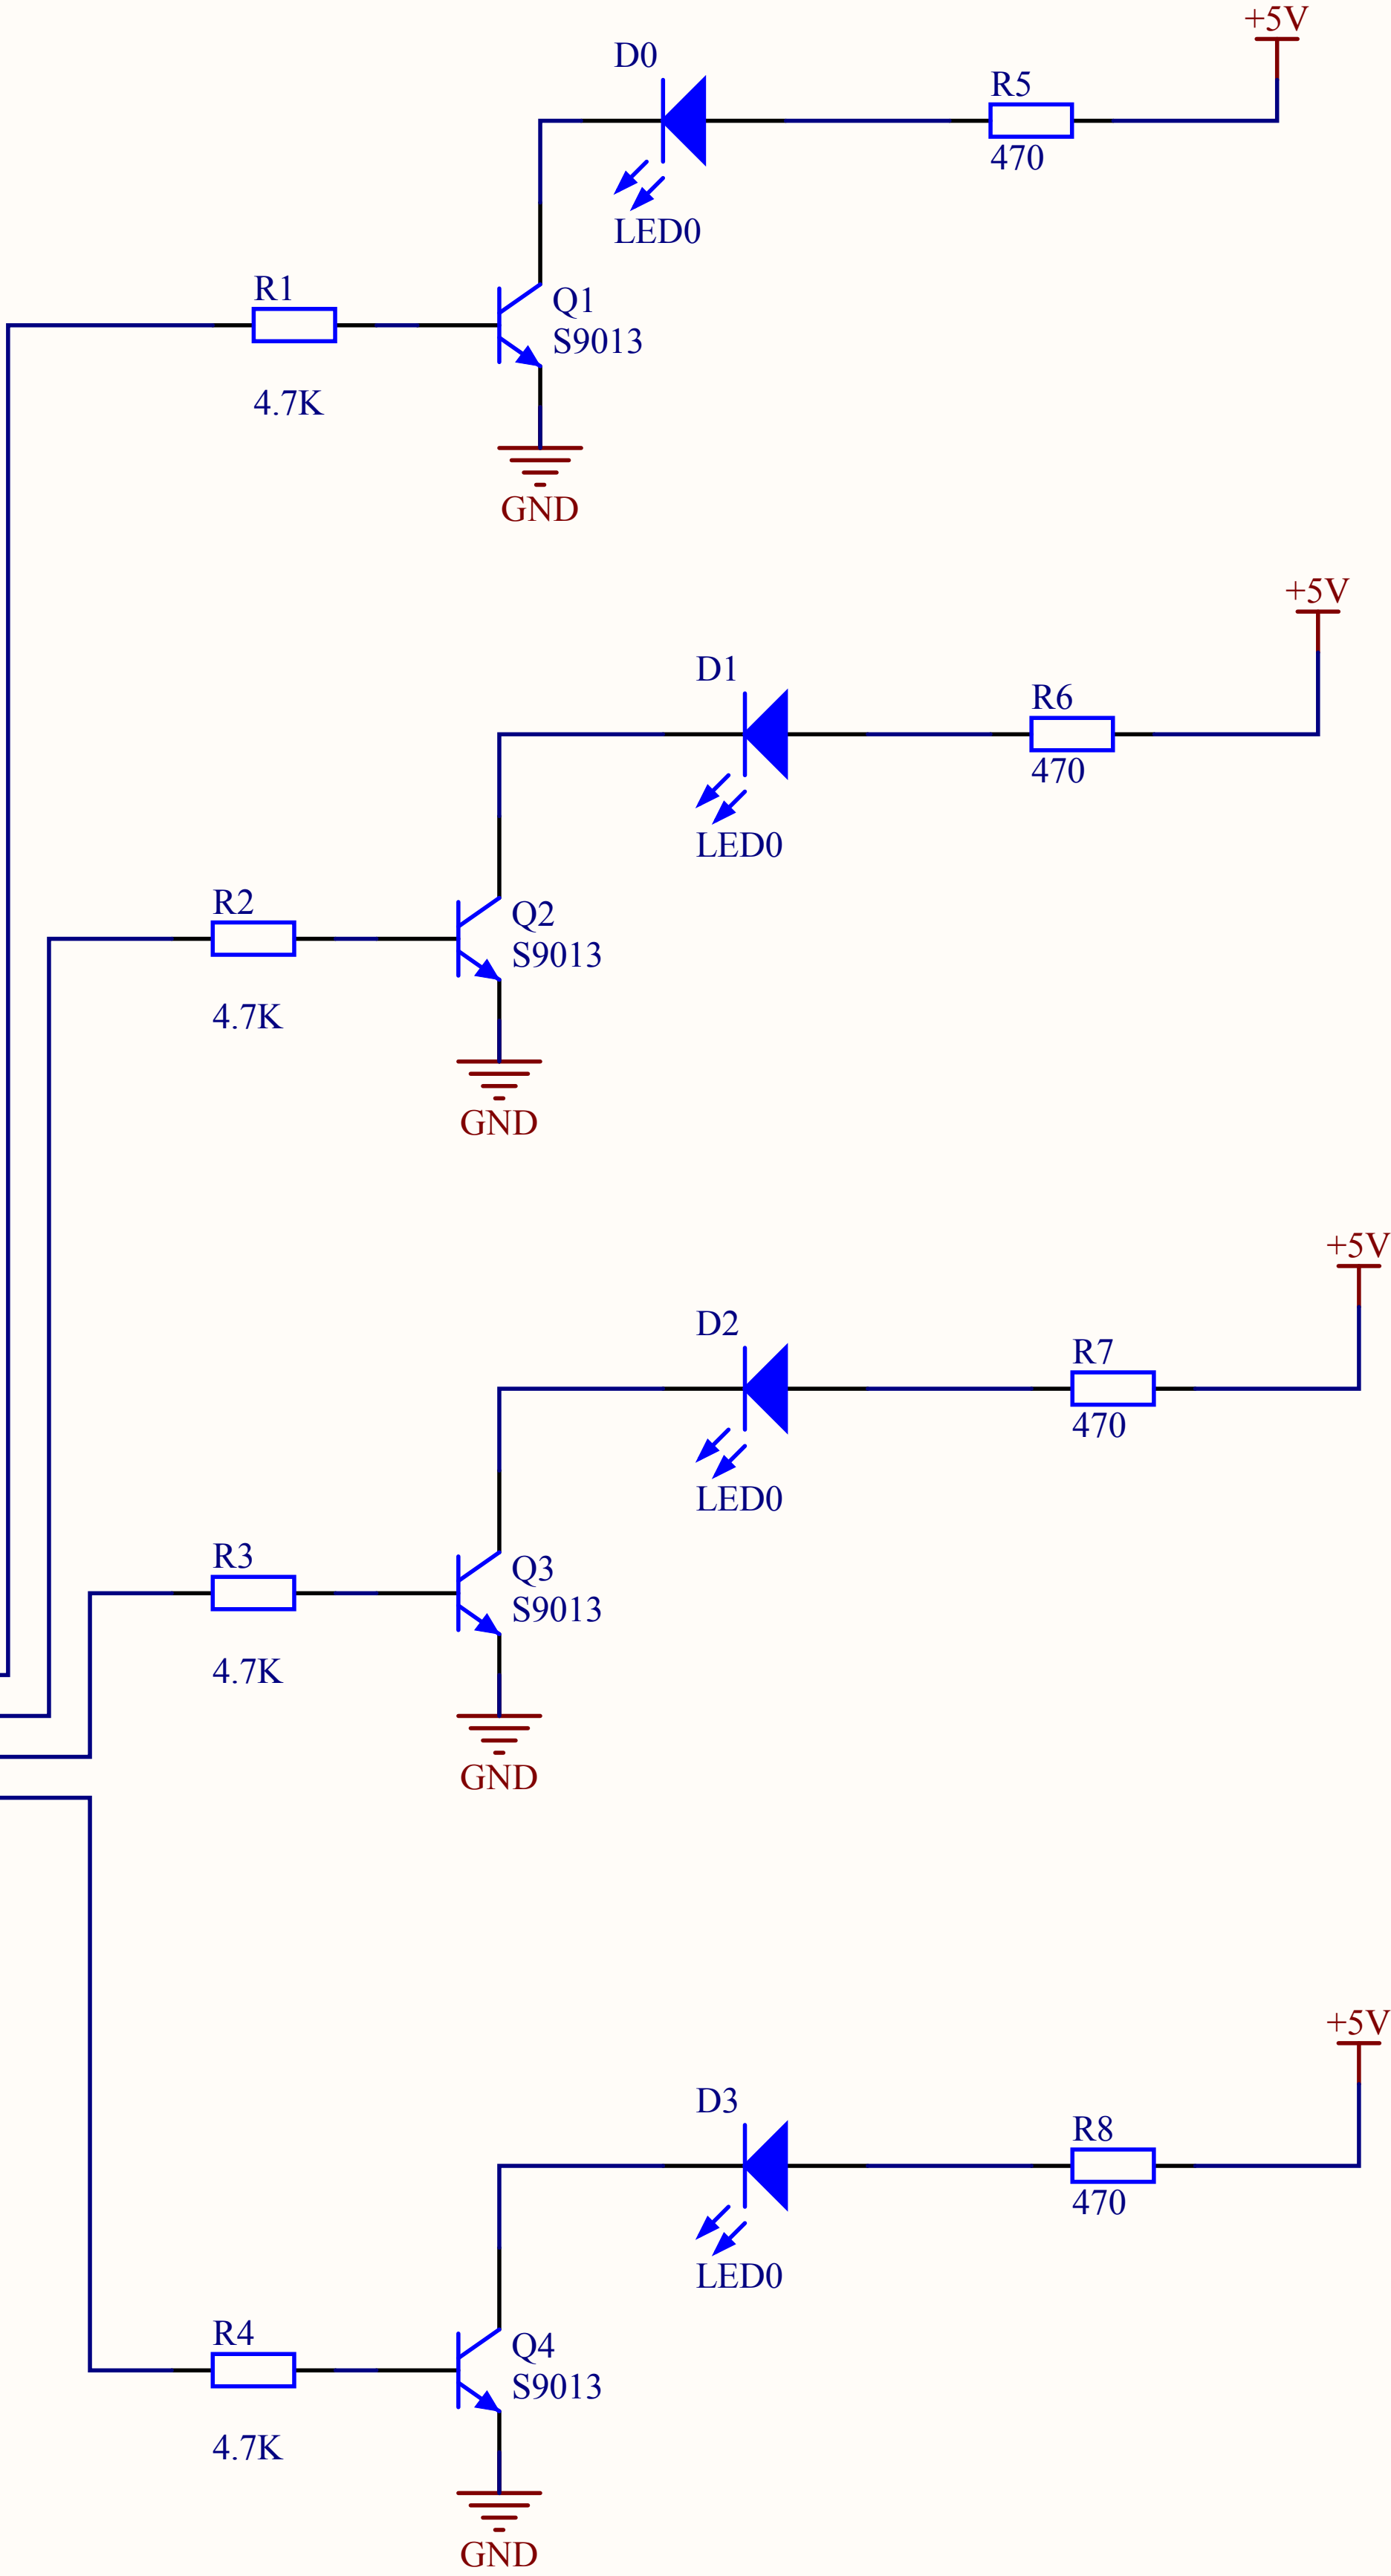 +5V
D0
R5
470
LED0
R1
Q1
S9013
4.7K
GND
+5V
D1
R6
470
LED0
R2
Q2
S9013
4.7K
GND
+5V
D2
R7
470
LED0
R3
Q3
S9013
4.7K
GND
+5V
D3
R8
470
LED0
R4
Q4
S9013
4.7K
GND